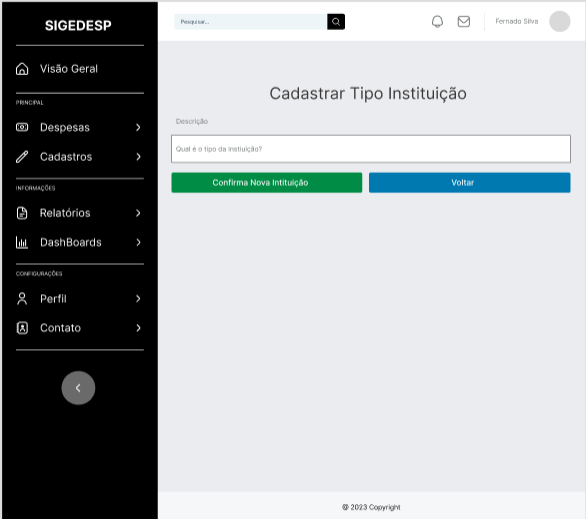 SIGEDESP
Visão Geral
PRINCIPAL
Despesas
Cadastros
INFORMAÇÕES
Relatórios
DashBoards
CONFIGURAÇÕES
Perfil
Contato
Pesquisar...
Fernado Silva
Cadastrar Tipo Instituição
Descrição
Qual é o tipo da Instiuição?
Confirma Nova Intituição
Voltar
@ 2023 Copyright